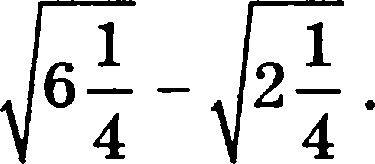 √(6 1/4) − √(2 1/4) .